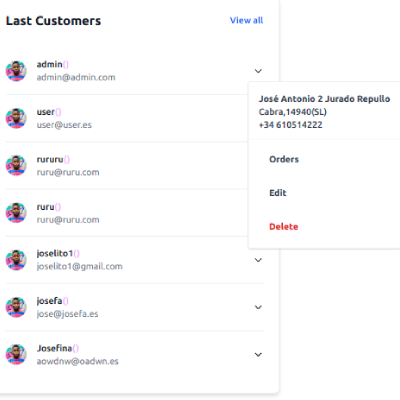 Last Customers
View all
admin()
admin@admin.com
user()
user@user.es
rururu()
ruru@ruru.com
ruru()
ruru@ruru.com
joselito1()
joselito1@gmail.com
josefa()
jose@josefa.es
Josefina()
aowdnw@oadwn.es
José Antonio 2 Jurado Repullo
Cabra,14940(SL)
+34 610514222
Orders
Edit
Delete